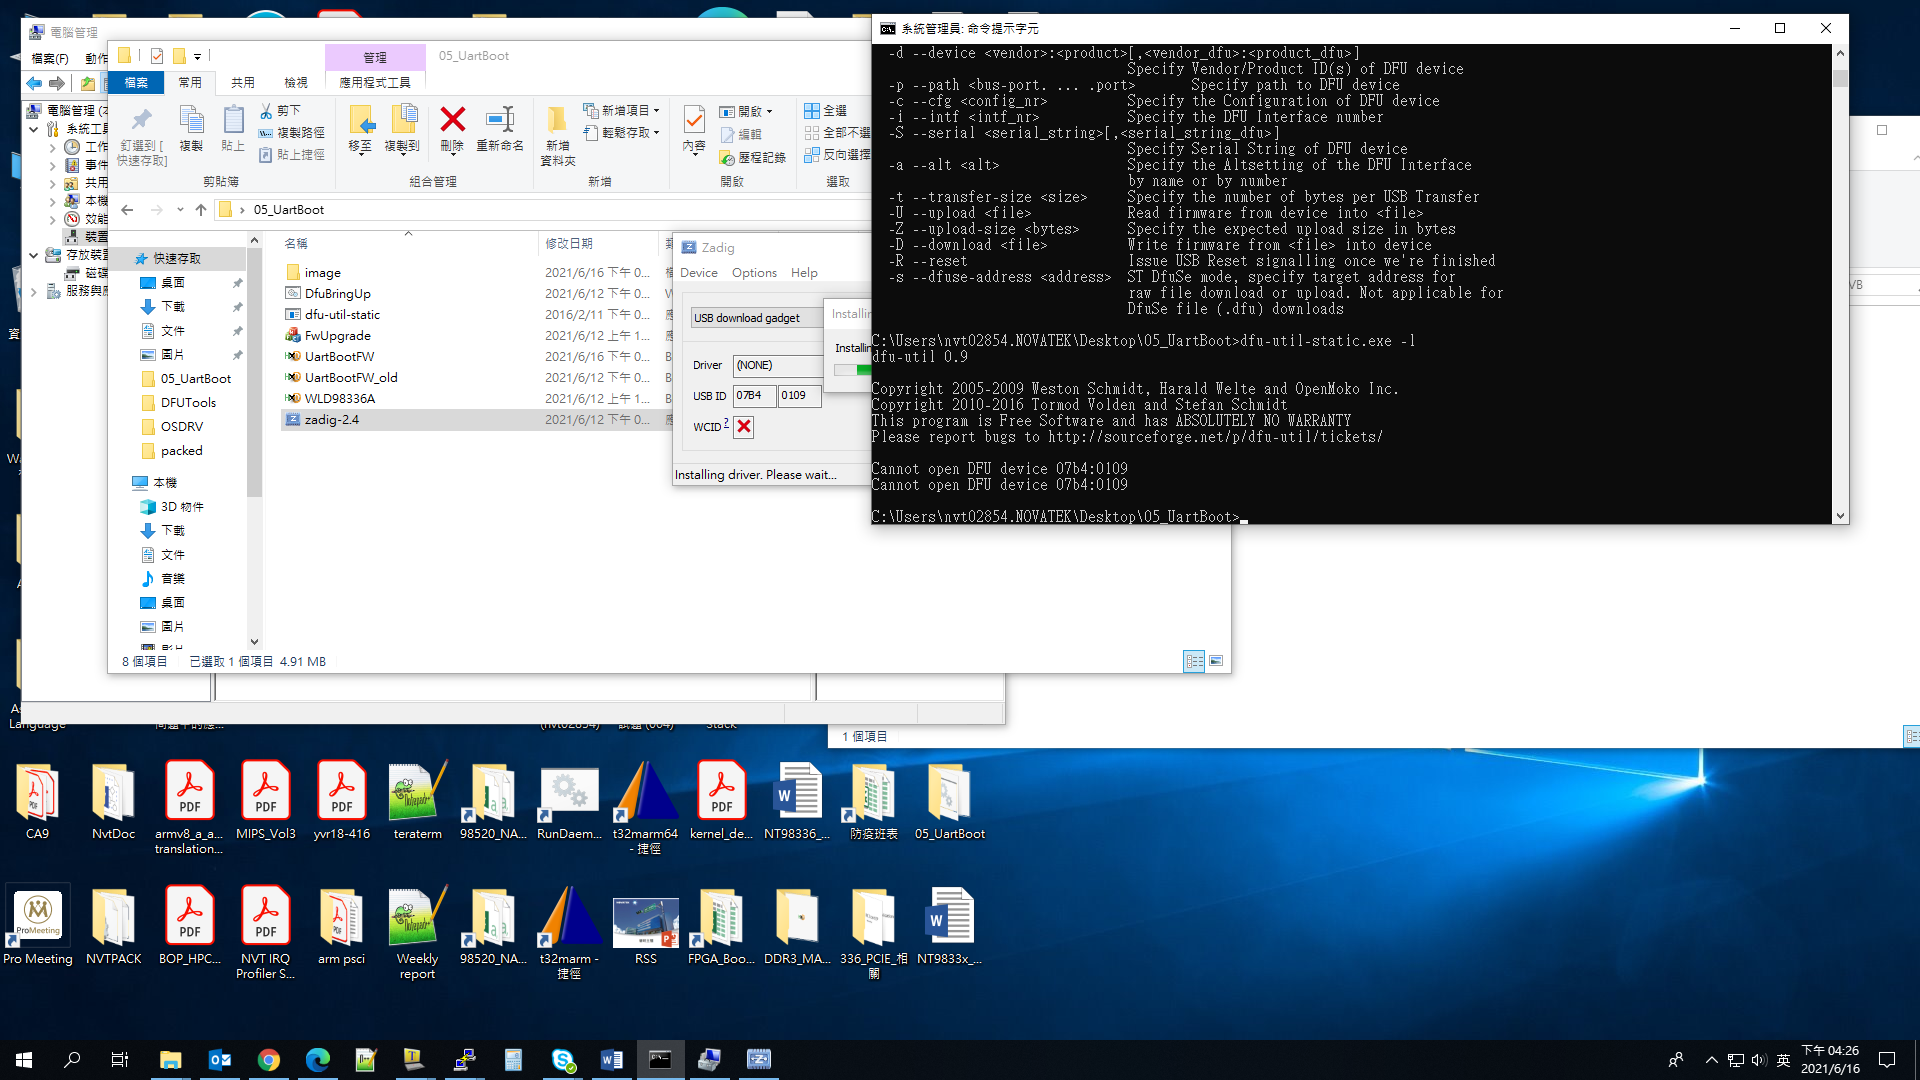 電腦管理
檔案(F)
動作
電腦管理 (本
系統工具
工作
事件
共用
本機
效能
裝置
存放裝置
磁碟
服務與應
管理
05_UartBoot
檔案
常用
共用
檢視
應用程式工具
釘選到 [
快速存取]
複製
貼上
剪下
複製路徑
貼上捷徑
剪貼簿
移至
複製到
刪除
重新命名
組合管理
新增
資料夾
新增項目
輕鬆存取
新增
內容
開啟
編輯
歷程記錄
開啟
全選
全部不選
反向選擇
選取
05_UartBoot
名稱
修改日期
快速存取
桌面
下載
文件
圖片
05_UartBoot
DFUTools
OSDRV
packed
本機
3D 物件
下載
文件
音樂
桌面
圖片
影片
image 2021/6/16 下午 0...
DfuBringUp 2021/6/12 下午 0...
dfu-util-static 2016/2/11 下午 0...
FwUpgrade 2021/6/12 上午 1...
UartBootFW 2021/6/12 下午 0...
UartBootFW_old 2021/6/12 下午 0...
WLD98336A 2021/6/12 上午 1...
zadig-2.4 2021/6/12 下午 0...
8 個項目 已選取 1 個項目 4.91 MB
Zadig
Device Options Help
USB download gadget
Driver (NONE)
USB ID 07B4 0109
WCID ?
Installing driver. Please wait...
Installin
Installin
系統管理員: 命令提示字元
-d --device <vendor>:<product>[,<vendor_dfu>:<product_dfu>]
Specify Vendor/Product ID(s) of DFU device
-p --path <bus-port. ... .port> Specify path to DFU device
-c --cfg <config_nr> Specify the Configuration of DFU device
-i --intf <intf_nr> Specify the DFU Interface number
-S --serial <serial_string>[,<serial_string_dfu>]
Specify Serial String of DFU device
-a --alt <alt> Specify the Altsetting of the DFU Interface
by name or by number
-t --transfer-size <size> Specify the number of bytes per USB Transfer
-U --upload <file> Read firmware from device into <file>
-Z --upload-size <bytes> Specify the expected upload size in bytes
-D --download <file> Write firmware from <file> into device
-R --reset Issue USB Reset signalling once we're finished
-s --dfuse-address <address> ST DfuSe mode, specify target address for
raw file download or upload. Not applicable for
DfuSe file (.dfu) downloads
C:\Users\nvt02854.NOVATEK\Desktop\05_UartBoot>dfu-util-static.exe -l
dfu-util 0.9
Copyright 2005-2009 Weston Schmidt, Harald Welte and OpenMoko Inc.
Copyright 2010-2016 Tormod Volden and Stefan Schmidt
This program is Free Software and has ABSOLUTELY NO WARRANTY
Please report bugs to http://sourceforge.net/p/dfu-util/tickets/
Cannot open DFU device 07b4:0109
Cannot open DFU device 07b4:0109
C:\Users\nvt02854.NOVATEK\Desktop\05_UartBoot>
1 個項目
Language
(nvt02854)
Stack
CA9
NvtDoc
armv8_a_a...
translation...
MIPS_Vol3
yvr18-416
teraterm
98520_NA...
RunDaem...
t32marm64
- 捷徑
kernel_de...
NT98336_...
防疫班表
05_UartBoot
Pro Meeting
NVTPACK
BOP_HPC...
NVT IRQ
Profiler S...
arm psci
Weekly
report
98520_NA...
t32marm -
捷徑
RSS
FPGA_Boo...
DDR3_MA...
336_PCIE_相
關
NT9833x_...
英
下午 04:26
2021/6/16